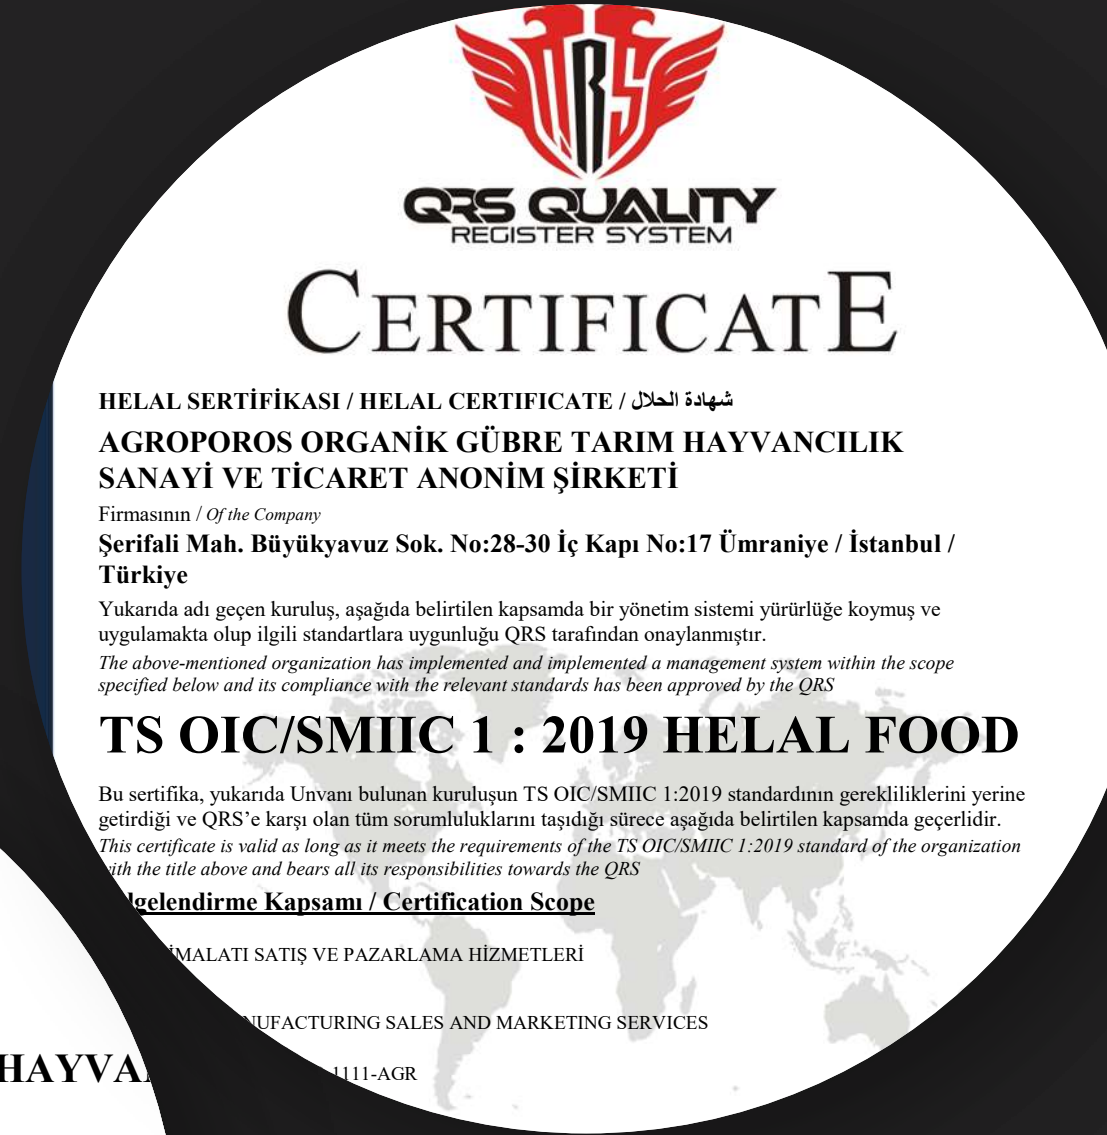 QRS
QRS QUALITY
REGISTER SYSTEM
CERTIFICATE
HELAL SERTİFİKASI / HELAL CERTIFICATE / شهادة الحلال
AGROPOROS ORGANİK GÜBRE TARIM HAYVANCILIK
SANAYİ VE TİCARET ANONİM ŞİRKETİ
Firmasının / Of the Company
Şerifali Mah. Büyükyavuz Sok. No:28-30 İç Kapı No:17 Ümraniye / İstanbul /
Türkiye
Yukarıda adı geçen kuruluş, aşağıda belirtilen kapsamda bir yönetim sistemi yürürlüğe koymuş ve
uygulamakta olup ilgili standartlara uygunluğu QRS tarafından onaylanmıştır.
The above-mentioned organization has implemented and implemented a management system within the scope
specified below and its compliance with the relevant standards has been approved by the QRS
TS OIC/SMIIC 1 : 2019 HELAL FOOD
Bu sertifika, yukarıda Unvanı bulunan kuruluşun TS OIC/SMIIC 1:2019 standardının gerekliliklerini yerine
getirdiği ve QRS'e karşı olan tüm sorumluluklarını taşıdığı sürece aşağıda belirtilen kapsamda geçerlidir.
This certificate is valid as long as it meets the requirements of the TS OIC/SMIIC 1:2019 standard of the organization
with the title above and bears all its responsibilities towards the QRS
lgelendirme Kapsamı / Certification Scope
İMALATI SATIŞ VE PAZARLAMA HİZMETLERİ
NUFACTURING SALES AND MARKETING SERVICES
1111-AGR
HAYVA